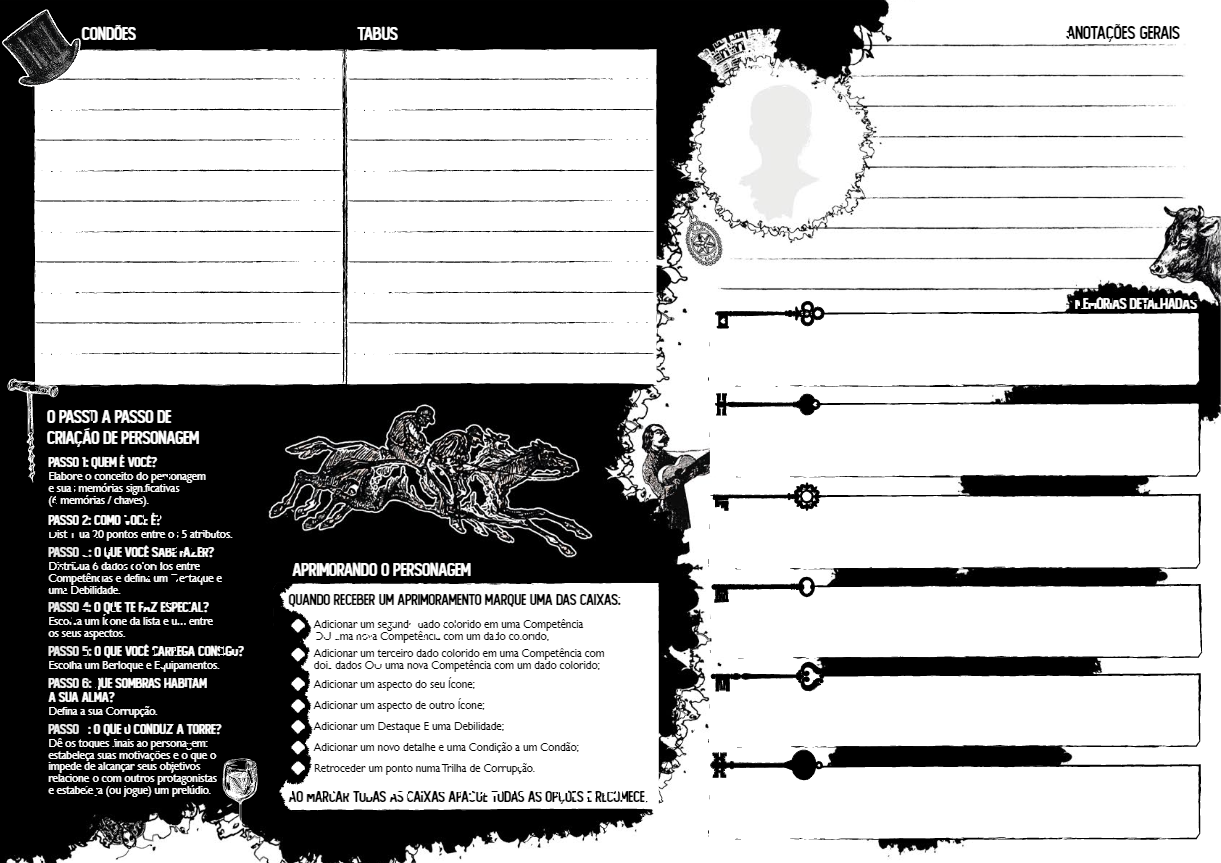 CONDÕES
TABUS
ANOTAÇÕES GERAIS
MEMÓRIAS DETALHADAS
O PASSO A PASSO DE
CRIAÇÃO DE PERSONAGEM
PASSO 1: QUEM É VOCÊ?
Elabore o conceito do personagem
e suas memórias significativas
(6 memórias / chaves).
PASSO 2: COMO VOCÊ É?
Distribua 20 pontos entre os 5 atributos.
PASSO 3: O QUE VOCÊ SABE FAZER?
Distribua 6 dados coloridos entre
Competências e defina um Destaque e
uma Debilidade.
PASSO 4: O QUE TE FAZ ESPECIAL?
Escolha um Ícone da lista e um entre
os seus aspectos.
PASSO 5: O QUE VOCÊ CARREGA CONSIGO?
Escolha um Berloque e Equipamentos.
PASSO 6: QUE SOMBRAS HABITAM
A SUA ALMA?
Defina a sua Corrupção.
PASSO : O QUE O CONDUZ A TORRE?
Dê os toques finais ao personagem:
estabeleça suas motivações e o que o
impede de alcançar seus objetivos
relacione o com outros protagonistas
e estabeleça (ou jogue) um prelúdio.
APRIMORANDO O PERSONAGEM
QUANDO RECEBER UM APRIMORAMENTO MARQUE UMA DAS CAIXAS:
Adicionar um segundo dado colorido em uma Competência
OU uma nova Competência com um dado colorido;
Adicionar um terceiro dado colorido em uma Competência com
dois dados OU uma nova Competência com um dado colorido;
Adicionar um aspecto do seu Ícone;
Adicionar um aspecto de outro Ícone;
Adicionar um Destaque E uma Debilidade;
Adicionar um novo detalhe e uma Condição a um Condão;
Retroceder um ponto numa Trilha de Corrupção.
AO MARCAR TODAS AS CAIXAS APAGUE TODAS AS OPÇÕES E RECOMECE.